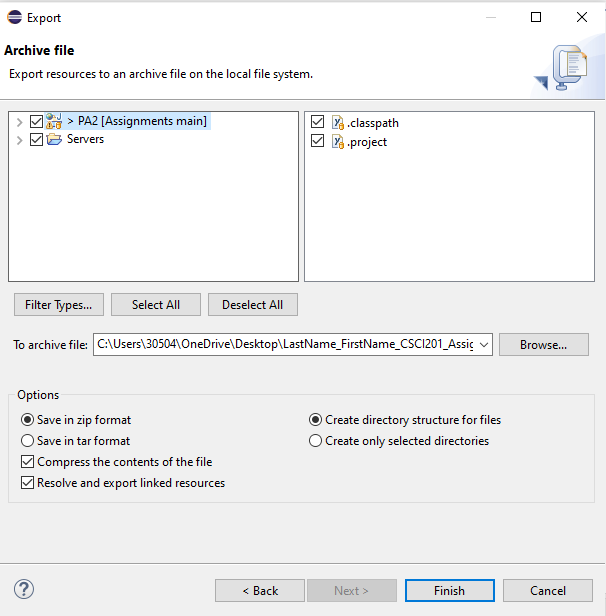 Export
Archive file
Export resources to an archive file on the local file system.
> PA2 [Assignments main]
Servers
.classpath
.project
Filter Types...
Select All
Deselect All
To archive file:
C:\Users\30504\OneDrive\Desktop\LastName_FirstName_CSCI201_Assig
Browse...
Options
Save in zip format
Create directory structure for files
Save in tar format
Create only selected directories
Compress the contents of the file
Resolve and export linked resources
< Back
Next >
Finish
Cancel